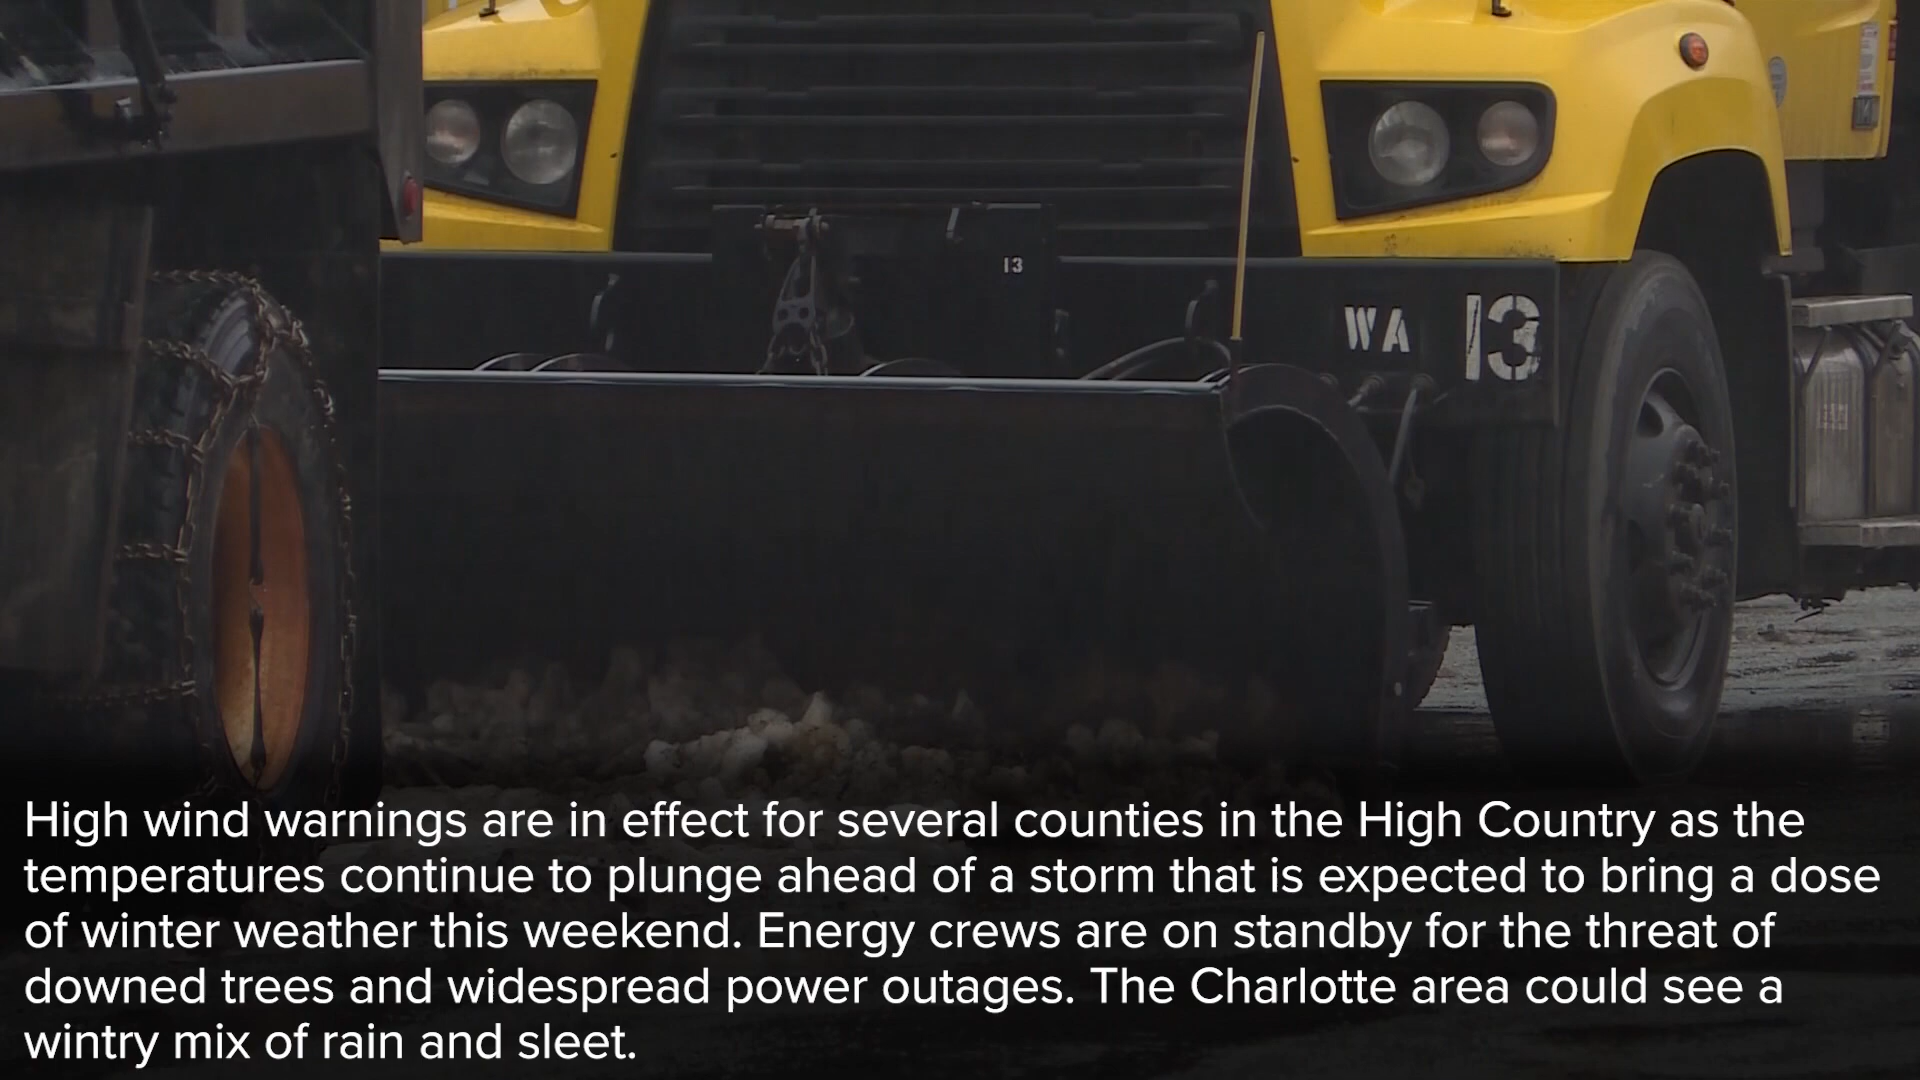 13
WA 13
High wind warnings are in effect for several counties in the High Country as the
temperatures continue to plunge ahead of a storm that is expected to bring a dose
of winter weather this weekend. Energy crews are on standby for the threat of
downed trees and widespread power outages. The Charlotte area could see a
wintry mix of rain and sleet.